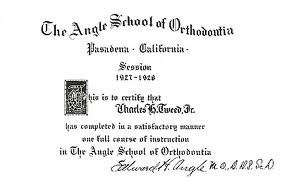 The Angle School of Orthodontia
Pasadena - California -
Session
1927-1928
This is to certify that
Charles H. Tweed, Jr.
has completed in a satisfactory manner
one full course of instruction
in The Angle School of Orthodontia
Edward H. Angle M.D., D.D.S., Sc.D.